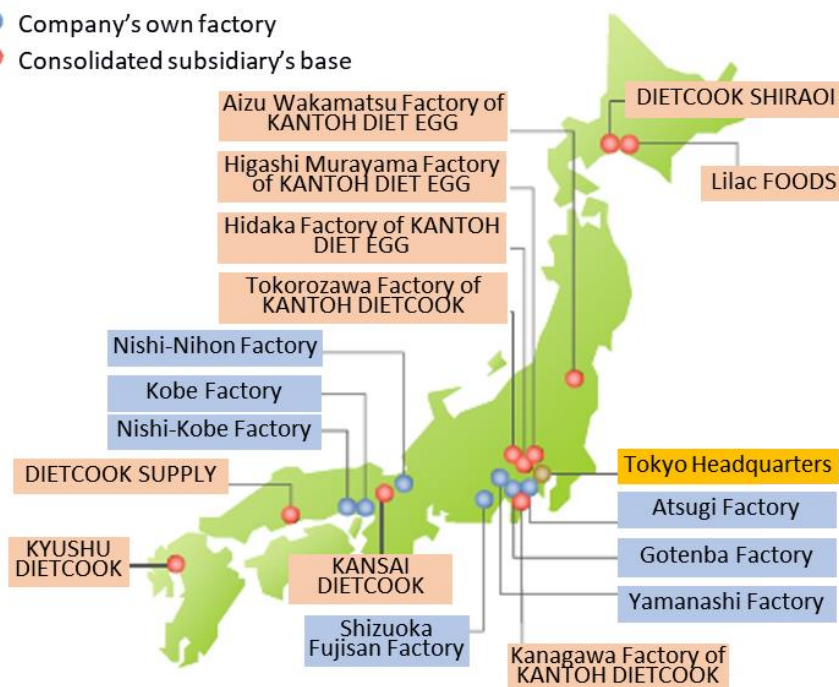 Company's own factory
Consolidated subsidiary's base
Aizu Wakamatsu Factory of
KANTOH DIET EGG
DIETCOOK SHIRAOI
Higashi Murayama Factory
of KANTOH DIET EGG
Lilac FOODS
Hidaka Factory of KANTOH
DIET EGG
Tokorozawa Factory of
KANTOH DIETCOOK
Nishi-Nihon Factory
Kobe Factory
Nishi-Kobe Factory
DIETCOOK SUPPLY
Tokyo Headquarters
Atsugi Factory
KYUSHU
DIETCOOK
KANSAI
DIETCOOK
Gotenba Factory
Yamanashi Factory
Shizuoka
Fujisan Factory
Kanagawa Factory of
KANTOH DIETCOOK